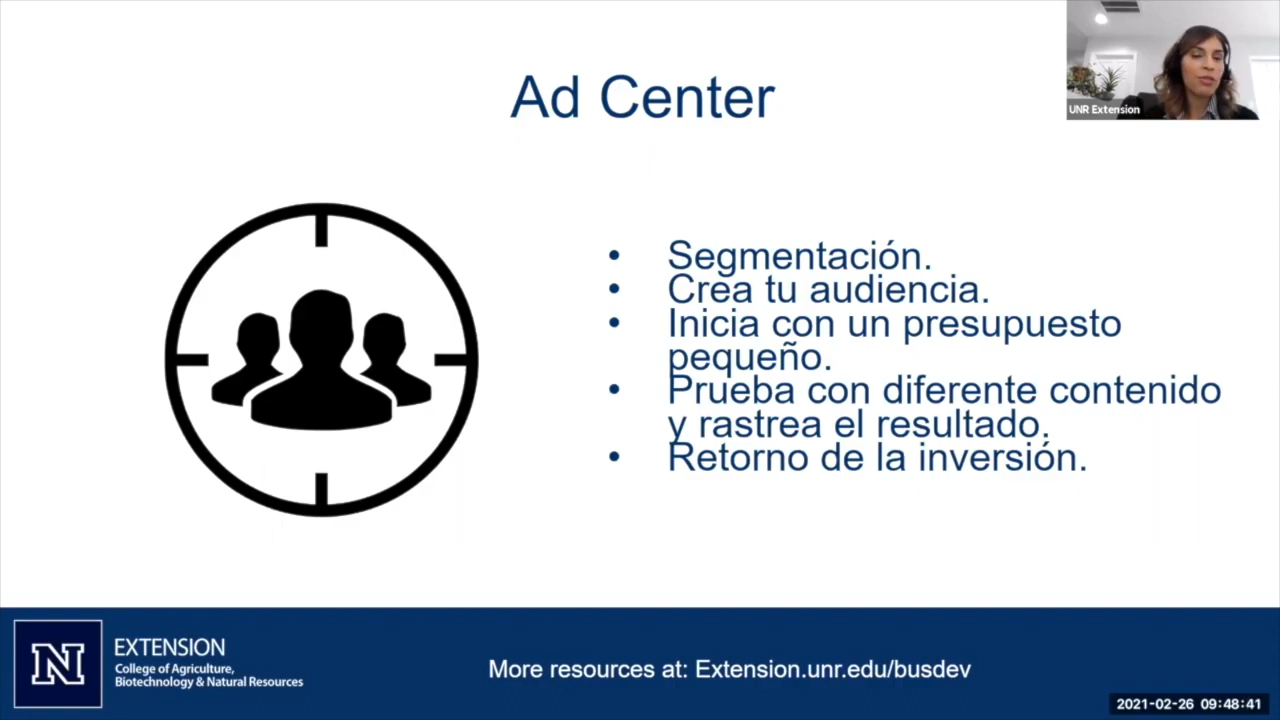 Ad Center
UNR Extension
• Segmentación.
• Crea tu audiencia.
• Inicia con un presupuesto
pequeño.
• Prueba con diferente contenido
y rastrea el resultado.
• Retorno de la inversión.
N
EXTENSION
College of Agriculture,
Biotechnology & Natural Resources
More resources at: Extension.unr.edu/busdev
2021-02-26 09:48:41